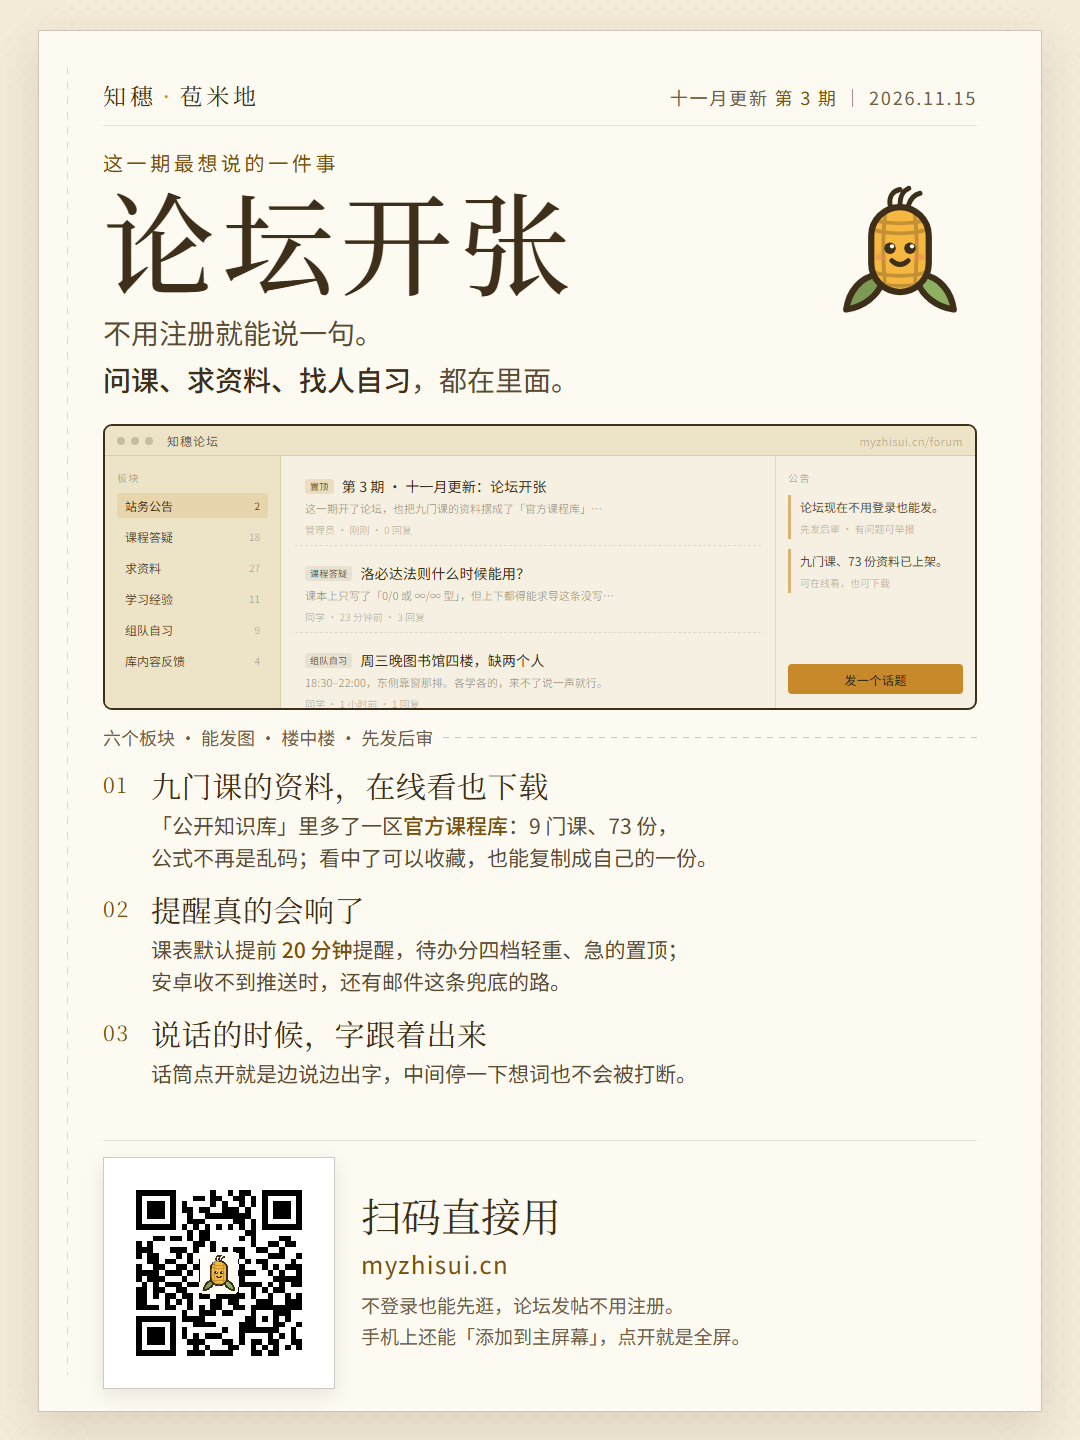 知穗 · 苞米地
十一月更新 第 3 期 ｜ 2026.11.15
这一期最想说的一件事
论坛开张
不用注册就能说一句。
问课、求资料、找人自习，都在里面。
知穗论坛
myzhisui.cn/forum
板块
站务公告 2
课程答疑 18
求资料 27
学习经验 11
组队自习 9
库内容反馈 4
置顶 第 3 期 · 十一月更新：论坛开张
这一期开了论坛，也把九门课的资料摆成了「官方课程库」…
管理员 · 刚刚 · 0 回复
课程答疑 洛必达法则什么时候能用？
课本上只写了「0/0 或 ∞/∞ 型」，但上下都得能求导这条没写…
同学 · 23 分钟前 · 3 回复
组队自习 周三晚图书馆四楼，缺两个人
18:30–22:00，东侧靠窗那排。各学各的，来不了说一声就行。
同学 · 1 小时前 · 1 回复
公告
论坛现在不用登录也能发。
先发后审 · 有问题可举报
九门课、73 份资料已上架。
可在线看，也可下载
发一个话题
六个板块 · 能发图 · 楼中楼 · 先发后审
01 九门课的资料，在线看也下载
「公开知识库」里多了一区官方课程库：9 门课、73 份，
公式不再是乱码；看中了可以收藏，也能复制成自己的一份。
02 提醒真的会响了
课表默认提前 20 分钟提醒，待办分四档轻重、急的置顶；
安卓收不到推送时，还有邮件这条兜底的路。
03 说话的时候，字跟着出来
话筒点开就是边说边出字，中间停一下想词也不会被打断。
扫码直接用
myzhisui.cn
不登录也能先逛，论坛发帖不用注册。
手机上还能「添加到主屏幕」，点开就是全屏。